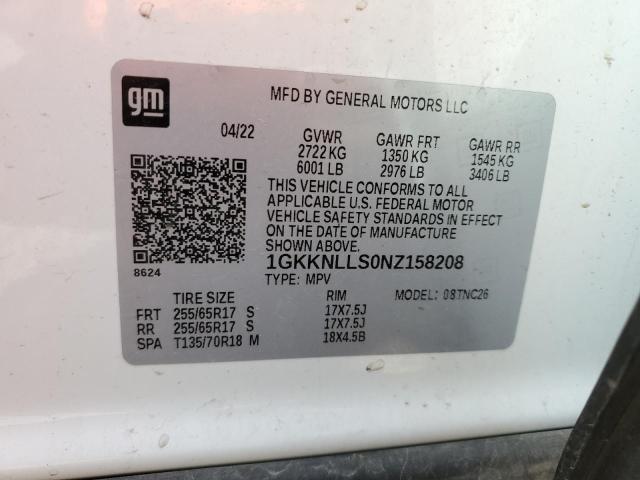 gm
MFD BY GENERAL MOTORS LLC
04/22 GVWR GAWR FRT GAWR RR
2722 KG 1350 KG 1545 KG
6001 LB 2976 LB 3406 LB
THIS VEHICLE CONFORMS TO ALL
APPLICABLE U.S. FEDERAL MOTOR
VEHICLE SAFETY STANDARDS IN EFFECT
ON THE DATE OF MANUFACTURE
SHOWN ABOVE.
8624
1GKKNLLS0NZ158208
TYPE: MPV MODEL: 08TNC26
TIRE SIZE RIM
FRT 255/65R17 S 17X7.5J
RR 255/65R17 S 17X7.5J
SPA T135/70R18 M 18X4.5B